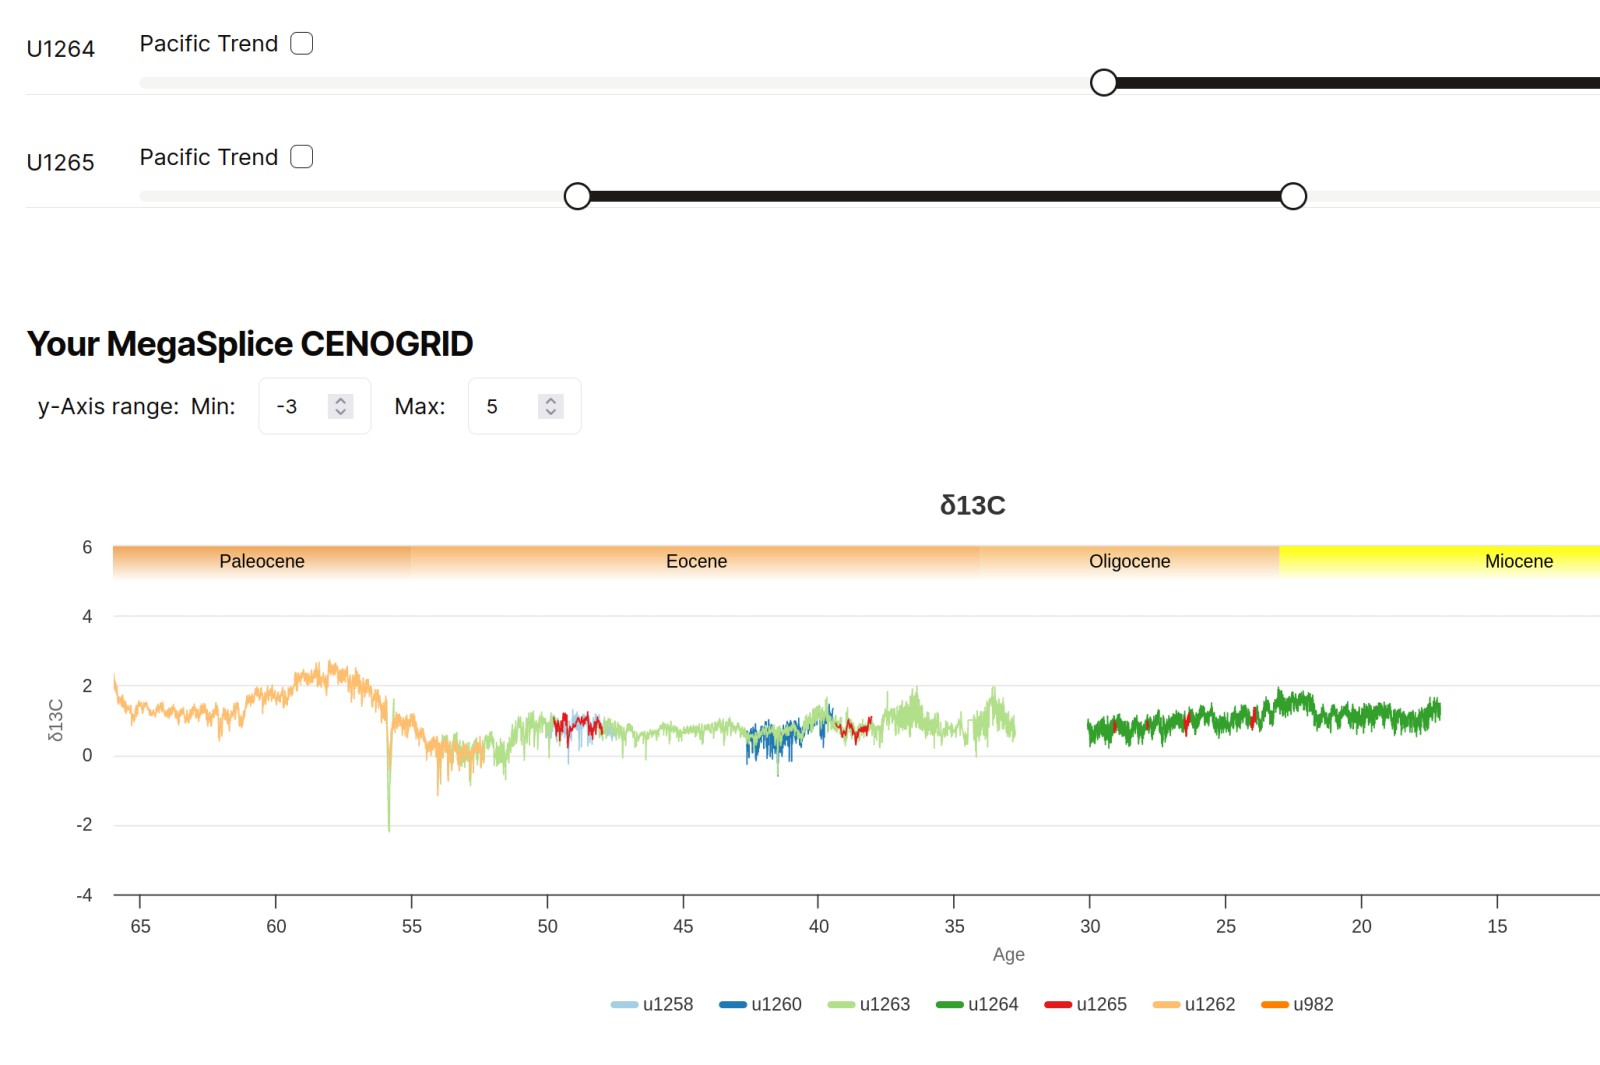 U1264 Pacific Trend
U1265 Pacific Trend
Your MegaSplice CENOGRID
y-Axis range: Min: -3 Max: 5
δ13C
Paleocene Eocene Oligocene Miocene
6
4
2
0
-2
-4
δ13C
65 60 55 50 45 40 35 30 25 20 15
Age
u1258 u1260 u1263 u1264 u1265 u1262 u982